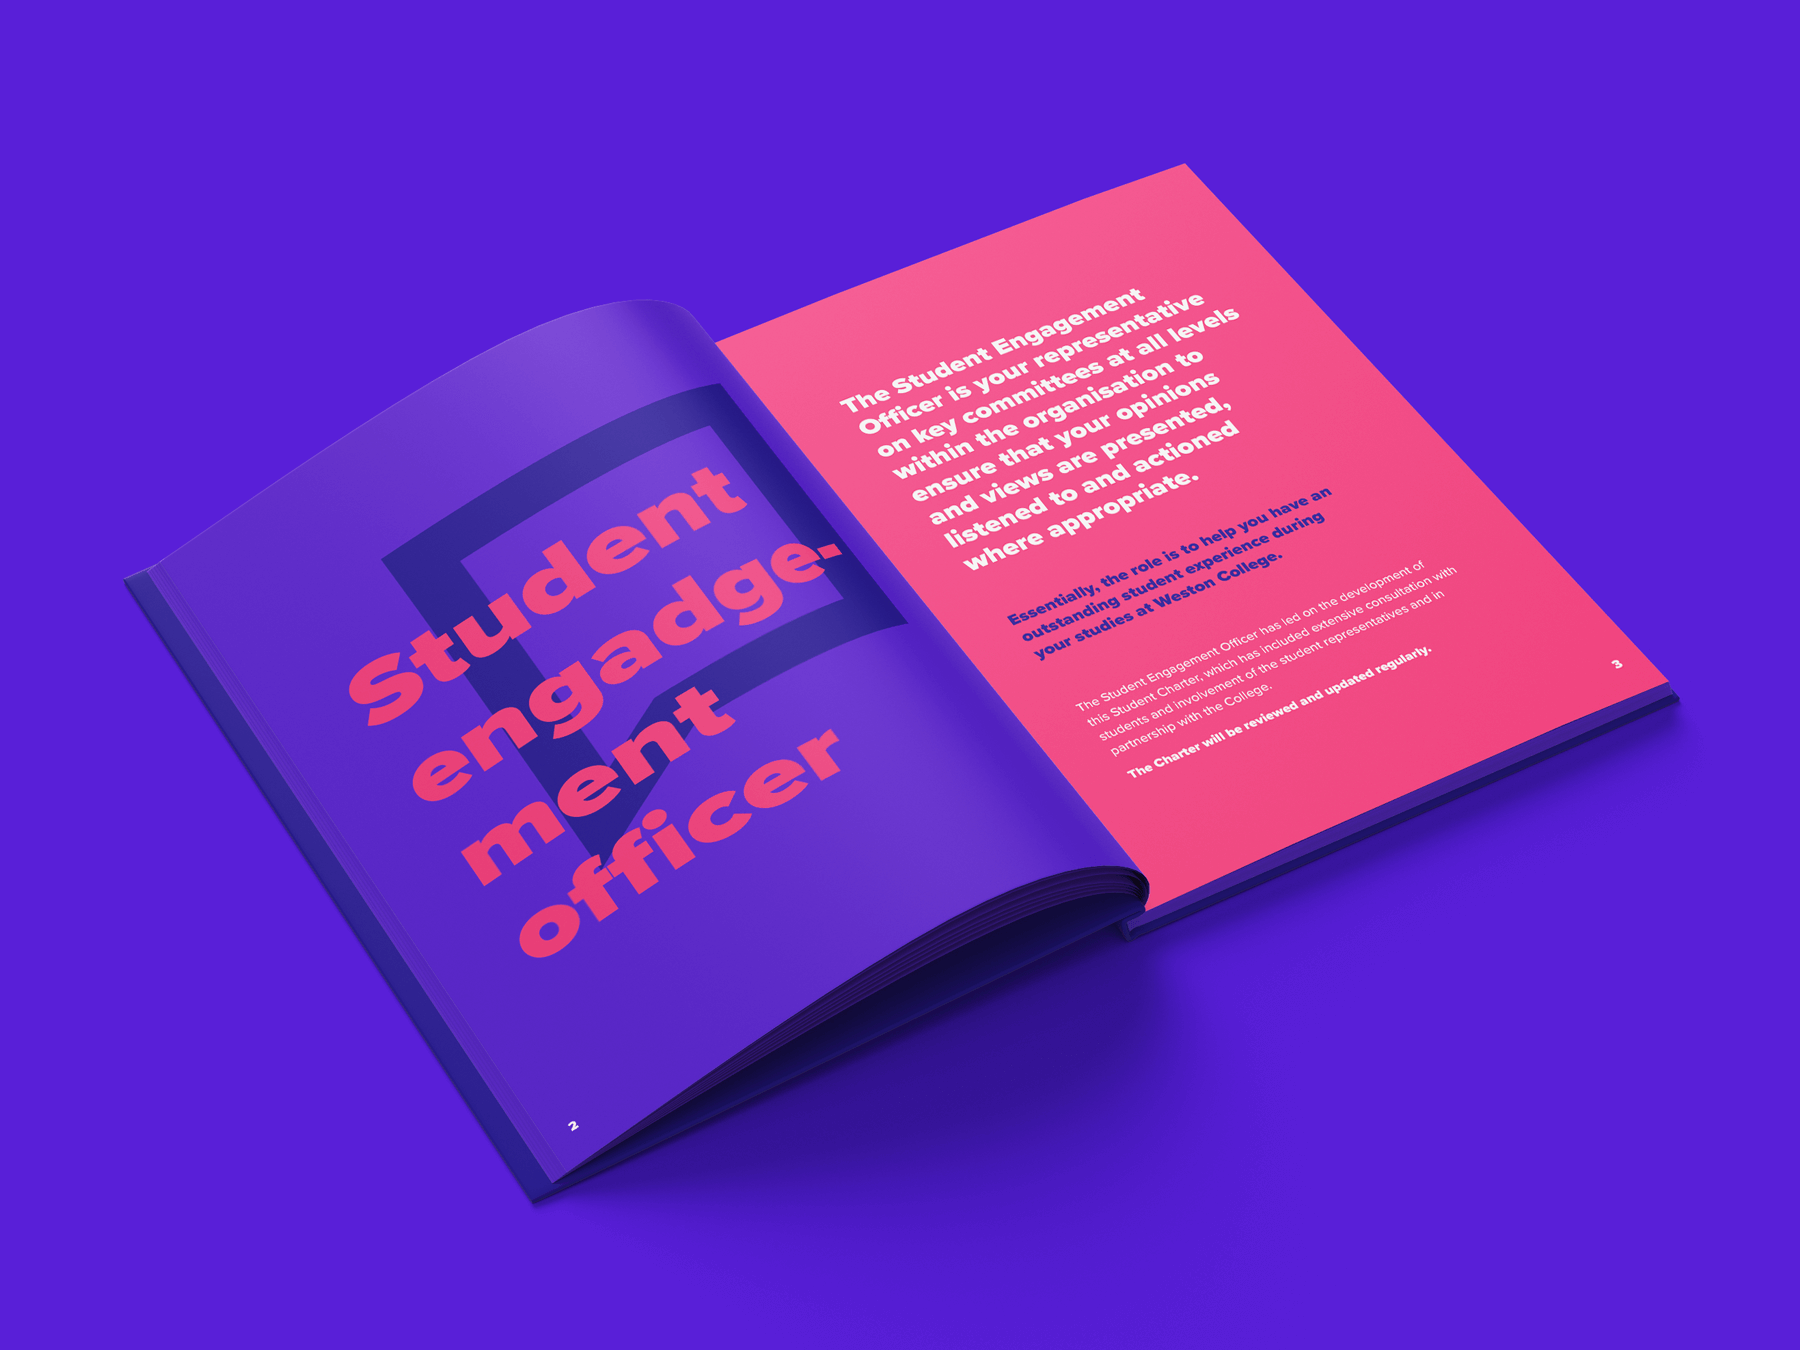 Student
engadge-
ment
officer
2
The Student Engagement
Officer is your representative
on key committees at all levels
within the organisation to
ensure that your opinions
and views are presented,
listened to and actioned
where appropriate.
Essentially, the role is to help you have an
outstanding student experience during
your studies at Weston College.
The Student Engagement Officer has led on the development of
this Student Charter, which has included extensive consultation with
students and involvement of the student representatives and in
partnership with the College.
The Charter will be reviewed and updated regularly.
3